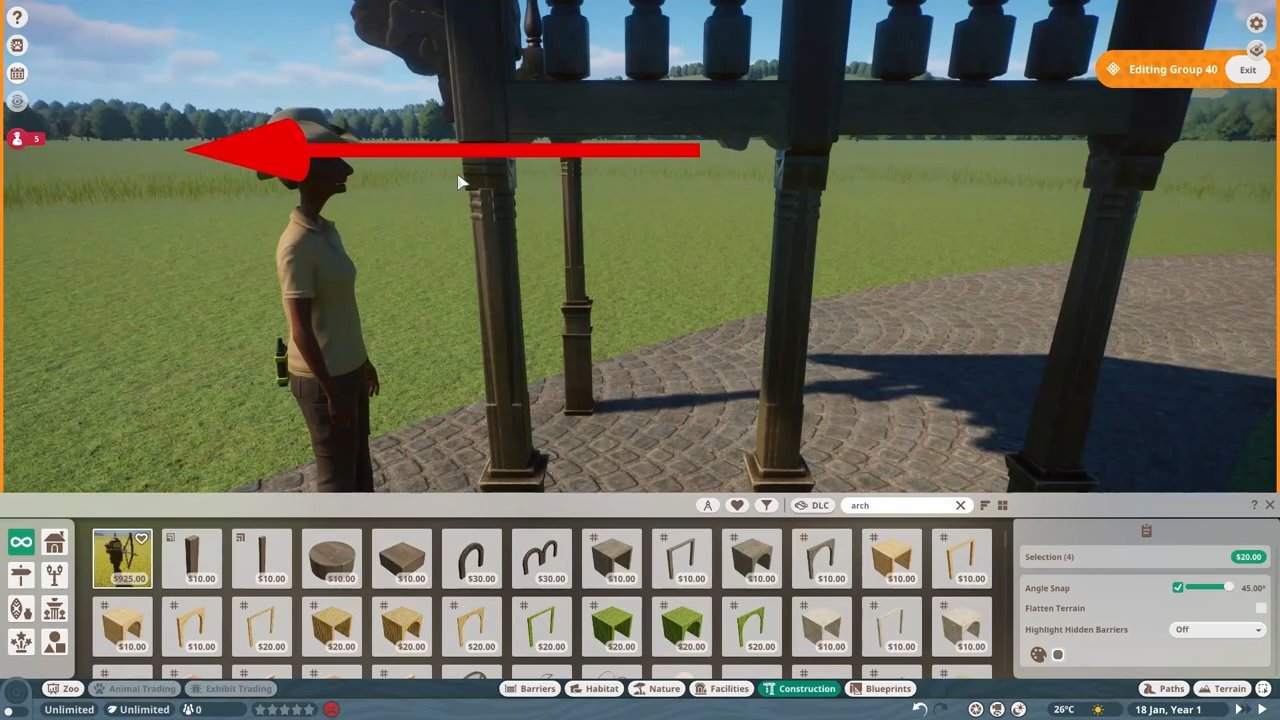 ?
Editing Group 40
Exit
5
DLC
arch
?
$925.00
$10.00
$10.00
$10.00
$10.00
$30.00
$30.00
$10.00
$10.00
$10.00
$10.00
$10.00
$10.00
$10.00
$10.00
$20.00
$20.00
$20.00
$20.00
$20.00
$20.00
$20.00
$20.00
$10.00
$10.00
$10.00
Selection (4)
$20.00
Angle Snap
45.00°
Flatten Terrain
Highlight Hidden Barriers
Off
Zoo
Animal Trading
Exhibit Trading
Barriers
Habitat
Nature
Facilities
Construction
Blueprints
Paths
Terrain
Unlimited
Unlimited
0
26°C
18 Jan, Year 1